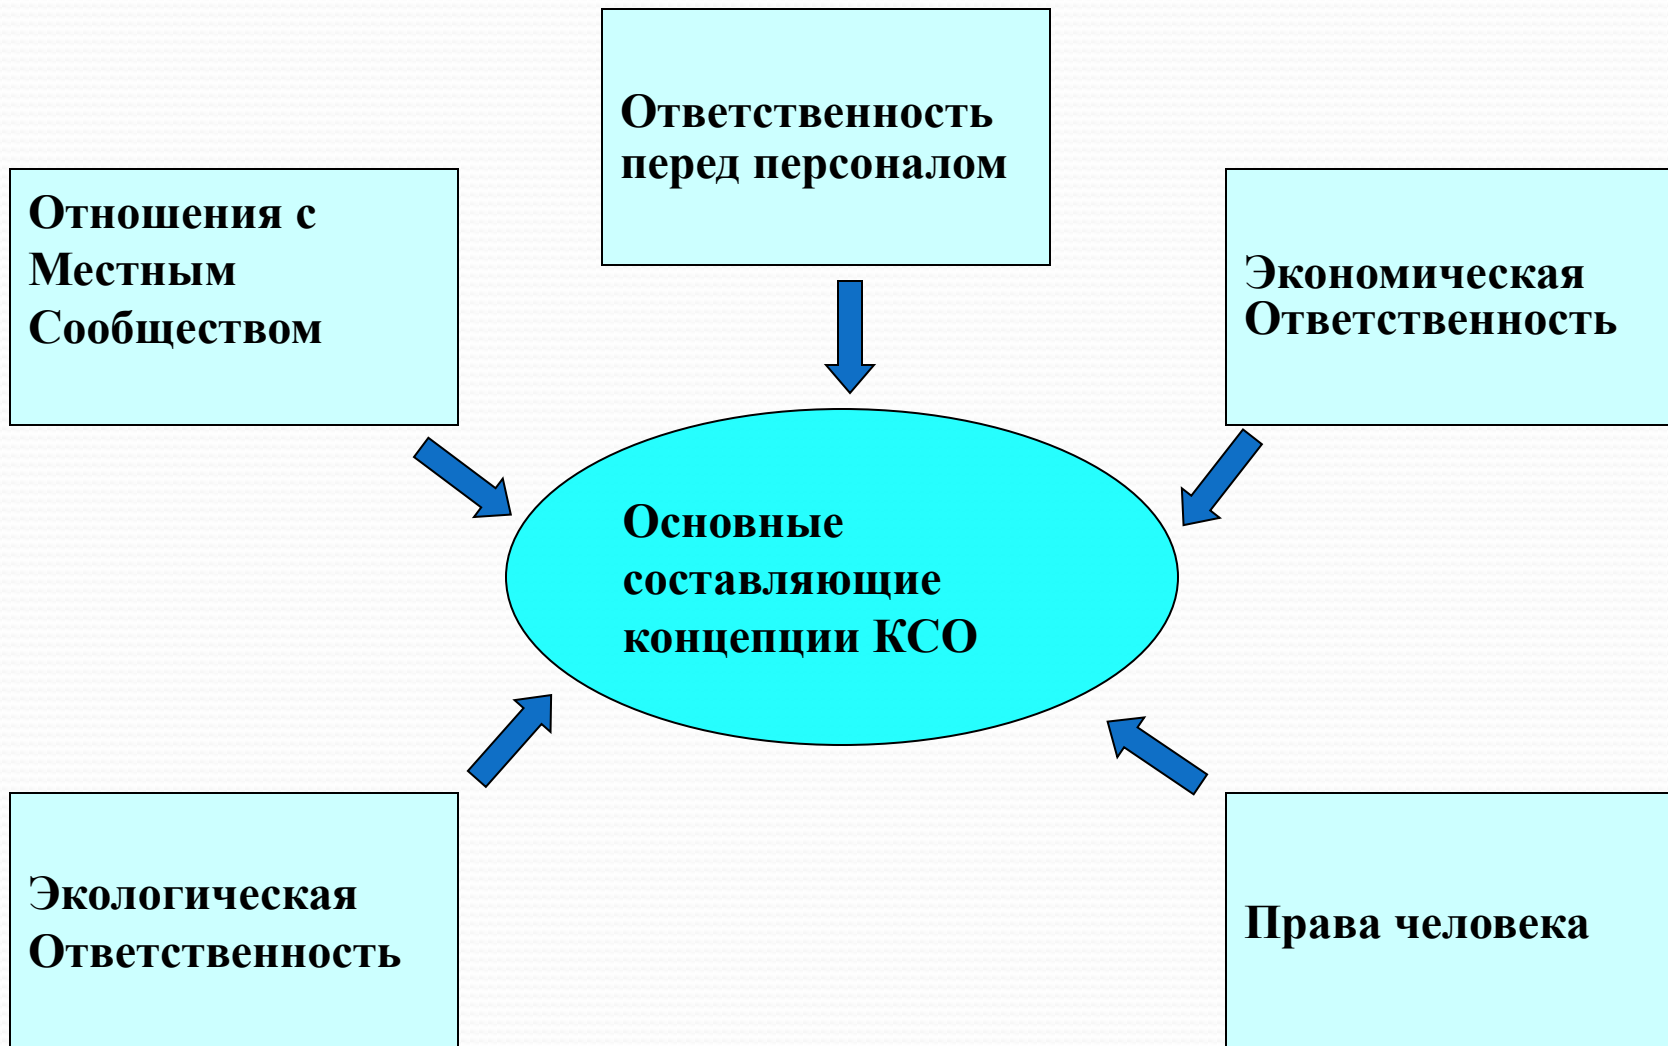 Ответственность
перед персоналом
Отношения с
Местным
Сообществом
Экономическая
Ответственность
Основные
составляющие
концепции КСО
Экологическая
Ответственность
Права человека